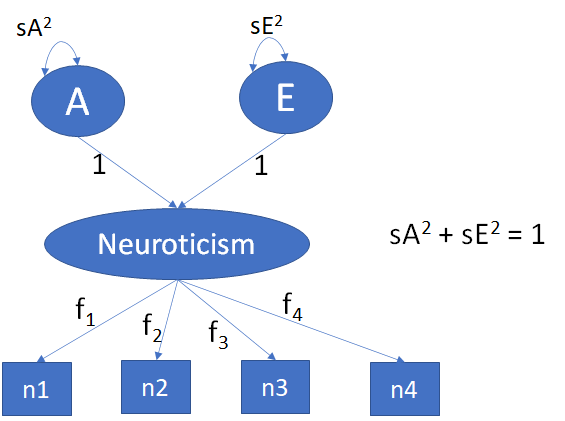 sA² sE²
A E
1 1
Neuroticism
sA² + sE² = 1
f₁ f₂ f₃ f₄
n1 n2 n3 n4